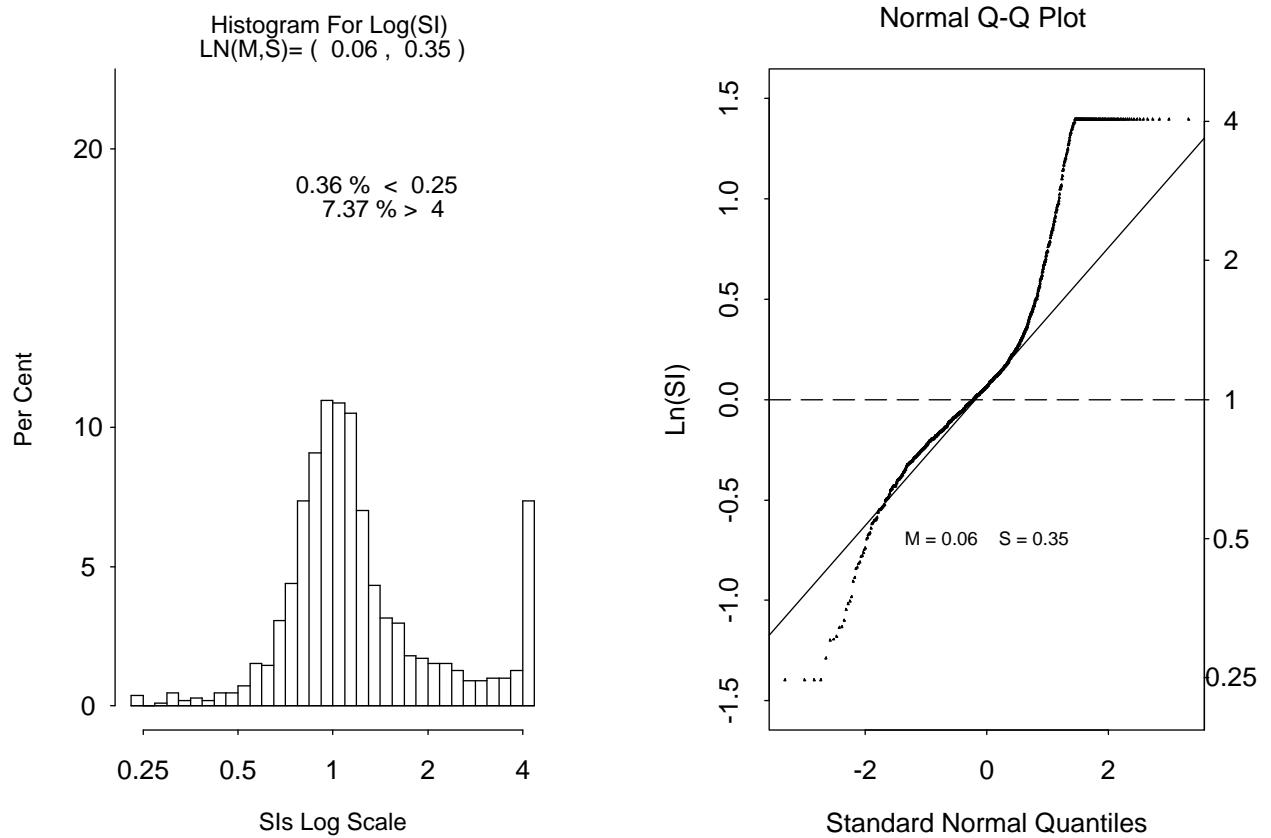 Histogram For Log(SI)
LN(M,S)= ( 0.06 , 0.35 )
Per Cent
20
10
5
0
0.36 % < 0.25
7.37 % > 4
0.25 0.5 1 2 4
SIs Log Scale
Normal Q-Q Plot
Ln(SI)
1.5
1.0
0.5
0.0
-0.5
-1.0
-1.5
4
2
1
0.5
0.25
M = 0.06 S = 0.35
-2 0 2
Standard Normal Quantiles